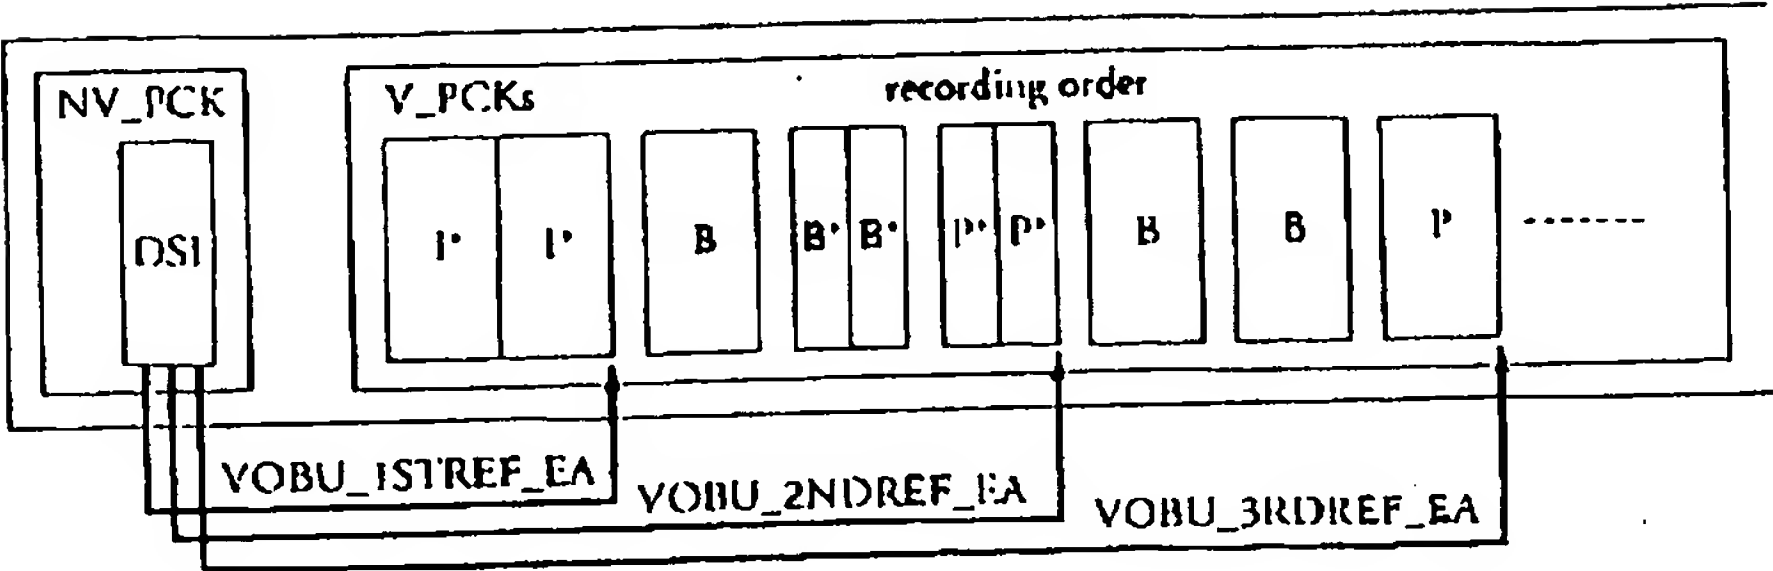 NV_PCK
DSI
V_PCKs
recording order
B
B* B*
P* P*
B
B
P
VOBU_1STREF_EA
VOBU_2NDREF_EA
VOBU_3RDREF_EA